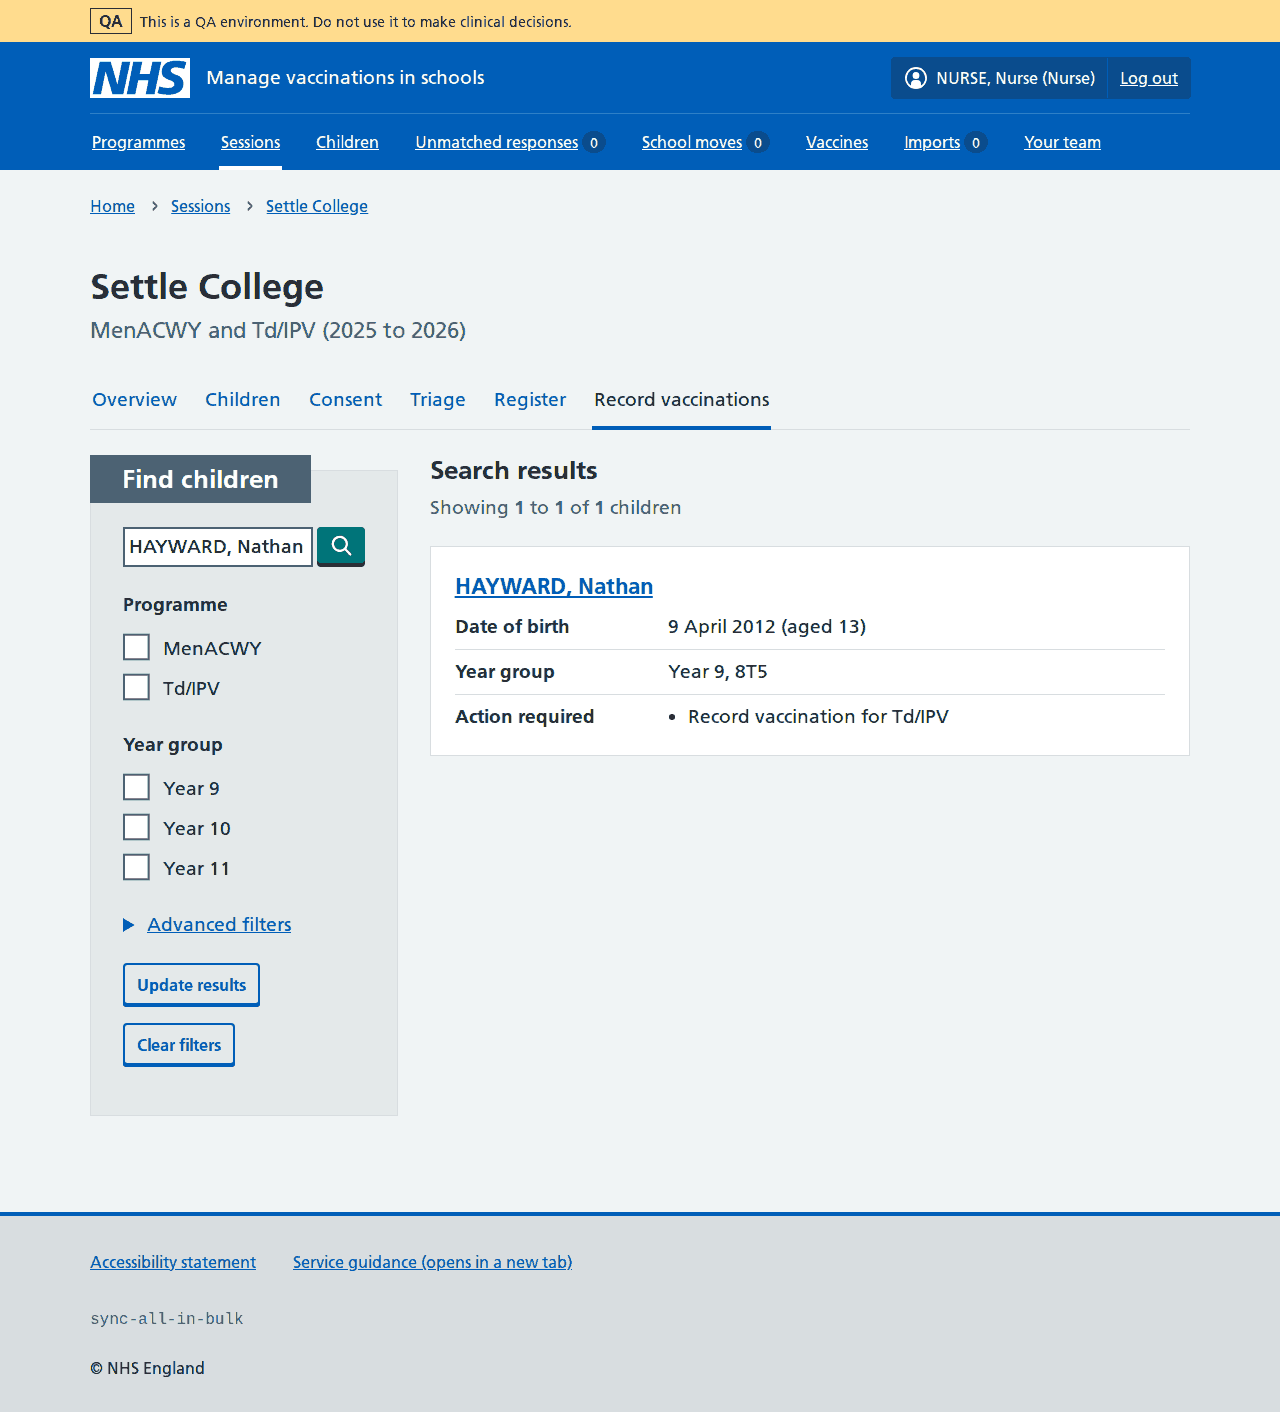 QA This is a QA environment. Do not use it to make clinical decisions.
NHS Manage vaccinations in schools NURSE, Nurse (Nurse) Log out
Programmes Sessions Children Unmatched responses 0 School moves 0 Vaccines Imports 0 Your team
Home Sessions Settle College
Settle College
MenACWY and Td/IPV (2025 to 2026)
Overview Children Consent Triage Register Record vaccinations
Find children
HAYWARD, Nathan
Programme
MenACWY
Td/IPV
Year group
Year 9
Year 10
Year 11
Advanced filters
Update results
Clear filters
Search results
Showing 1 to 1 of 1 children
HAYWARD, Nathan
Date of birth 9 April 2012 (aged 13)
Year group Year 9, 8T5
Action required • Record vaccination for Td/IPV
Accessibility statement Service guidance (opens in a new tab)
sync-all-in-bulk
© NHS England